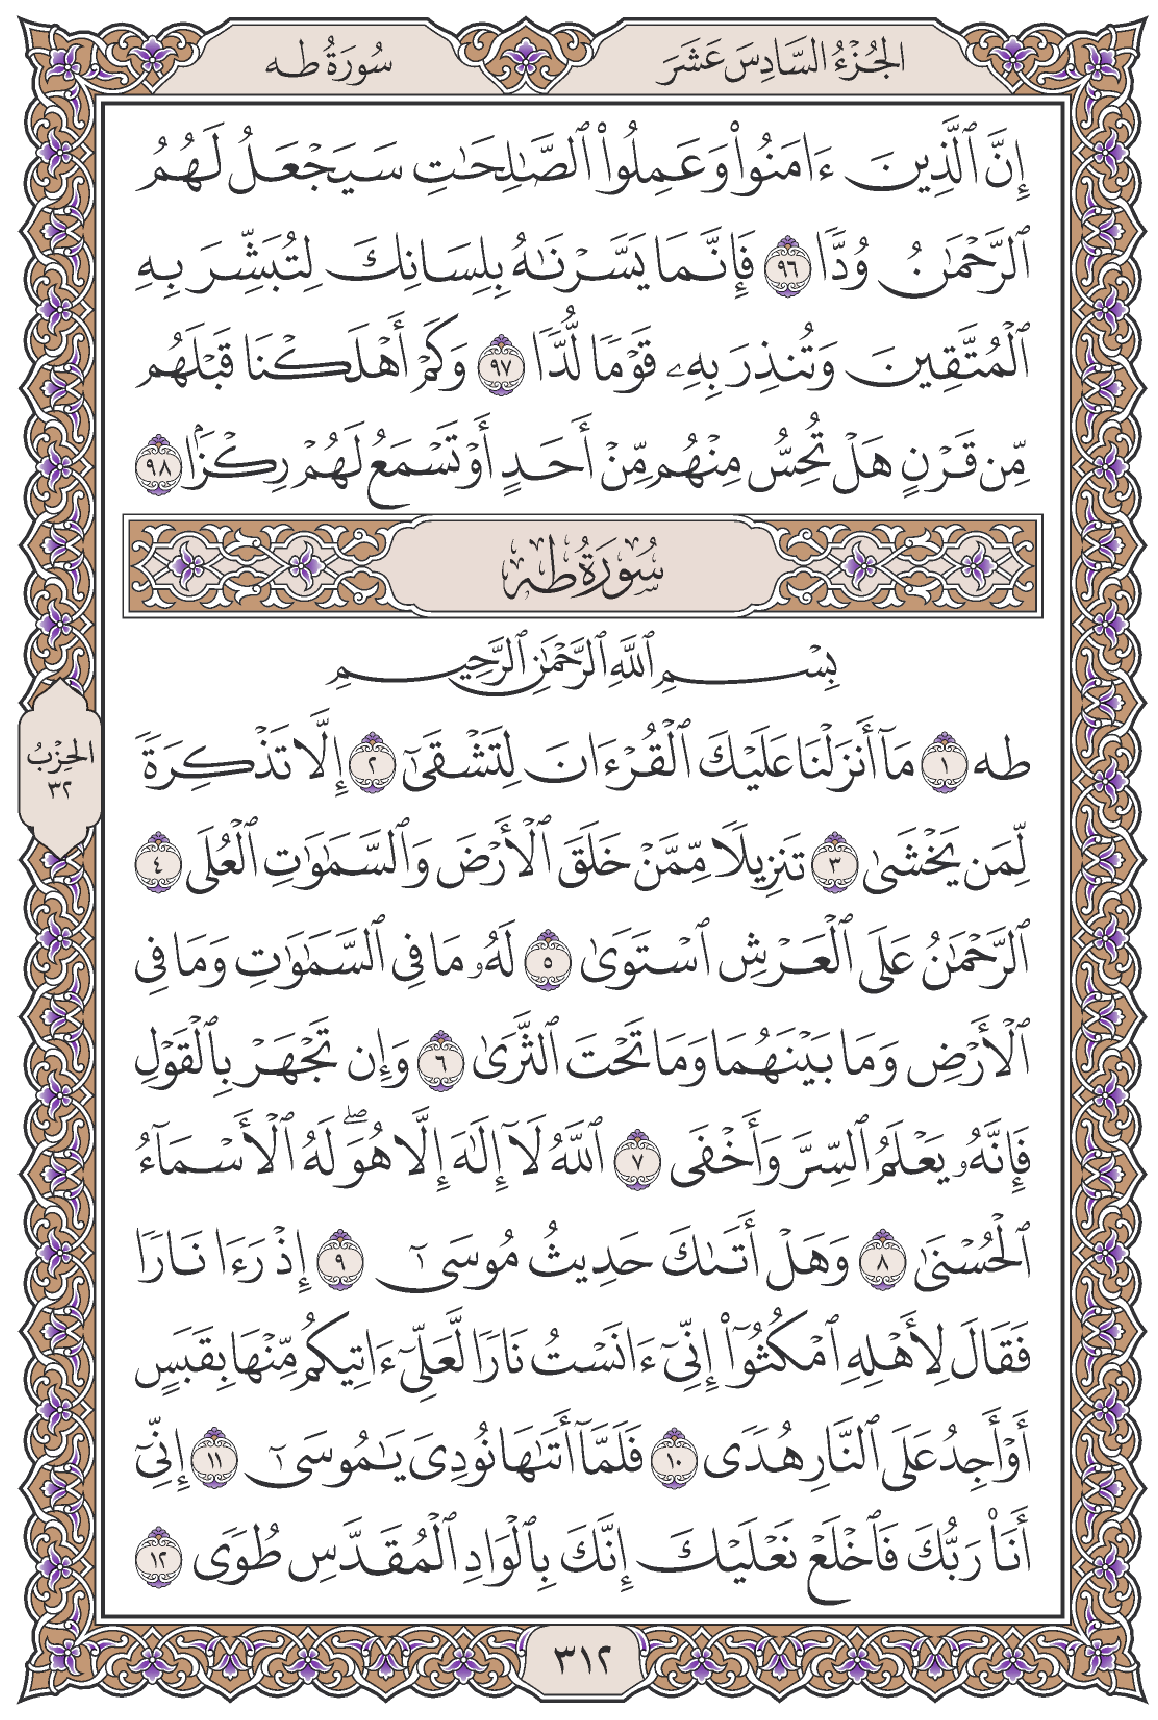 الجُزْءُ السَّادِسَ عَشَرَ
سُورَةُ طه
إِنَّ ٱلَّذِينَ ءَامَنُوا۟ وَعَمِلُوا۟ ٱلصَّٰلِحَٰتِ سَيَجْعَلُ لَهُمُ
ٱلرَّحْمَٰنُ وُدًّا ٩٦ فَإِنَّمَا يَسَّرْنَٰهُ بِلِسَانِكَ لِتُبَشِّرَ بِهِ
ٱلْمُتَّقِينَ وَتُنذِرَ بِهِۦ قَوْمًا لُّدًّا ٩٧ وَكَمْ أَهْلَكْنَا قَبْلَهُم
مِّن قَرْنٍ هَلْ تُحِسُّ مِنْهُم مِّنْ أَحَدٍ أَوْ تَسْمَعُ لَهُمْ رِكْزًۢا ٩٨
سُورَةُ طه
بِسْمِ ٱللَّهِ ٱلرَّحْمَٰنِ ٱلرَّحِيمِ
طه ١ مَآ أَنزَلْنَا عَلَيْكَ ٱلْقُرْءَانَ لِتَشْقَىٰٓ ٢ إِلَّا تَذْكِرَةً
لِّمَن يَخْشَىٰ ٣ تَنزِيلًا مِّمَّنْ خَلَقَ ٱلْأَرْضَ وَٱلسَّمَٰوَٰتِ ٱلْعُلَى ٤
ٱلرَّحْمَٰنُ عَلَى ٱلْعَرْشِ ٱسْتَوَىٰ ٥ لَهُۥ مَا فِى ٱلسَّمَٰوَٰتِ وَمَا فِى
ٱلْأَرْضِ وَمَا بَيْنَهُمَا وَمَا تَحْتَ ٱلثَّرَىٰ ٦ وَإِن تَجْهَرْ بِٱلْقَوْلِ
فَإِنَّهُۥ يَعْلَمُ ٱلسِّرَّ وَأَخْفَى ٧ ٱللَّهُ لَآ إِلَٰهَ إِلَّا هُوَۖ لَهُ ٱلْأَسْمَآءُ
ٱلْحُسْنَىٰ ٨ وَهَلْ أَتَىٰكَ حَدِيثُ مُوسَىٰٓ ٩ إِذْ رَءَا نَارًا
فَقَالَ لِأَهْلِهِ ٱمْكُثُوٓا۟ إِنِّىٓ ءَانَسْتُ نَارًا لَّعَلِّىٓ ءَاتِيكُم مِّنْهَا بِقَبَسٍ
أَوْ أَجِدُ عَلَى ٱلنَّارِ هُدًى ١٠ فَلَمَّآ أَتَىٰهَا نُودِىَ يَٰمُوسَىٰٓ ١١ إِنِّىٓ
أَنَا۠ رَبُّكَ فَٱخْلَعْ نَعْلَيْكَ إِنَّكَ بِٱلْوَادِ ٱلْمُقَدَّسِ طُوًى ١٢
الحِزْبُ
٣٢
٣١٢